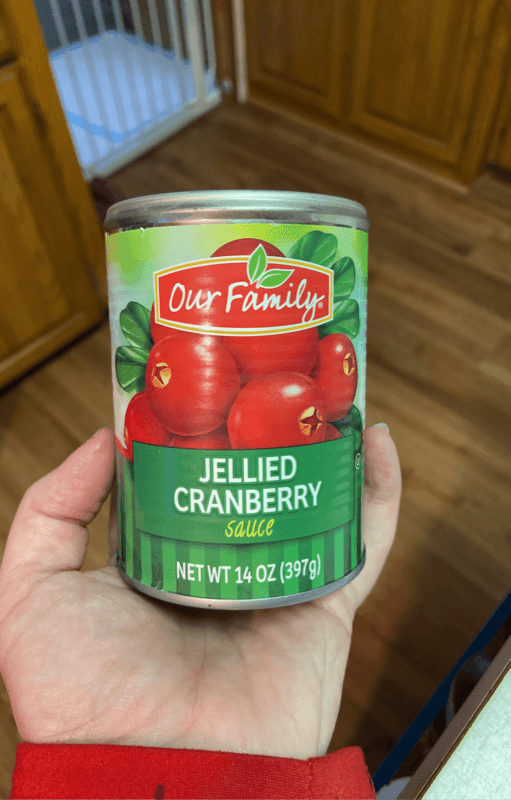 Our Family®
JELLIED
CRANBERRY
sauce
NET WT 14 OZ (397g)